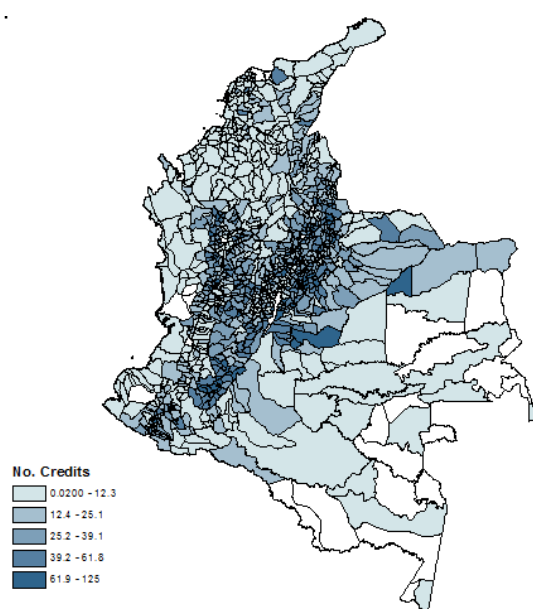 .
No. Credits
0.0200 - 12.3
12.4 - 25.1
25.2 - 39.1
39.2 - 61.8
61.9 - 125